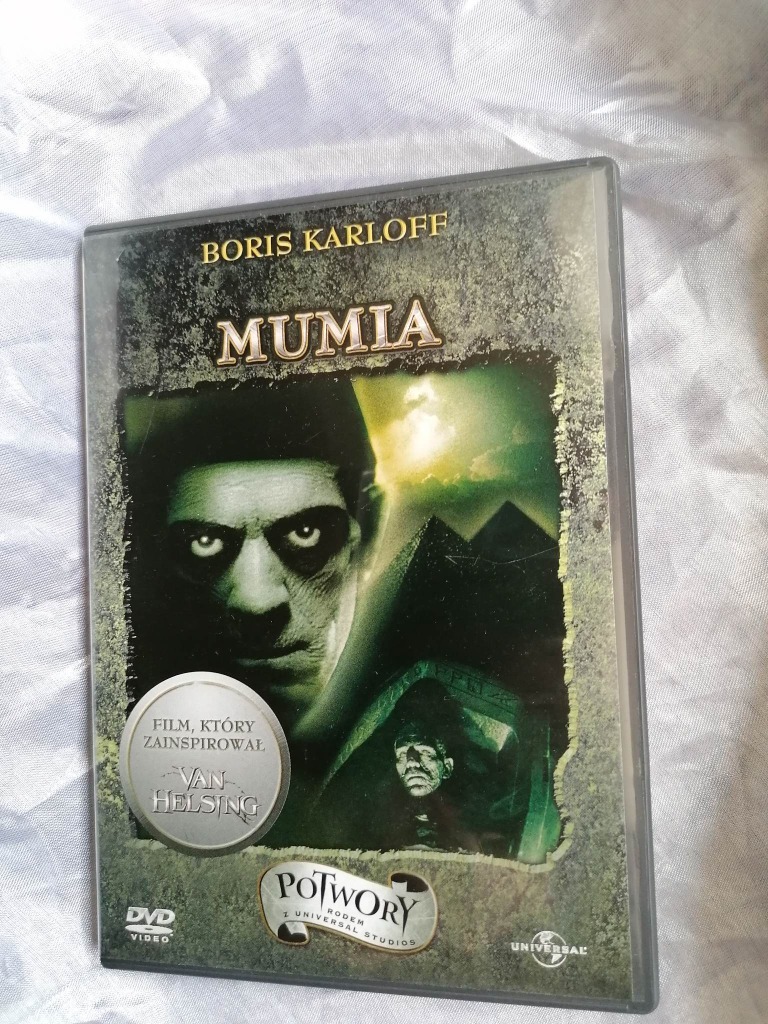 BORIS KARLOFF
MUMIA
FILM, KTÓRY
ZAINSPIROWAŁ
VAN
HELSING
POTWORY
RODEM
Z UNIVERSAL STUDIOS
DVD
VIDEO
UNIVERSAL